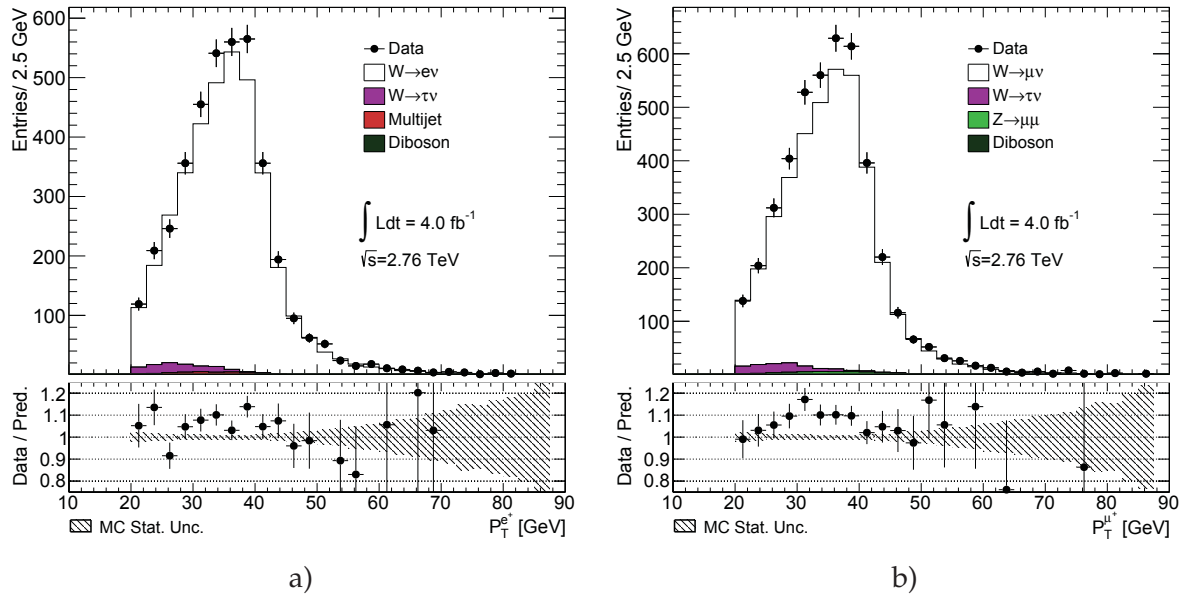 Entries/ 2.5 GeV
600
500
400
300
200
100
Data
W→eν
W→τν
Multijet
Diboson
∫ Ldt = 4.0 fb⁻¹
√s=2.76 TeV
Data / Pred.
1.2
1.1
1
0.9
0.8
10 20 30 40 50 60 70 80 90
MC Stat. Unc.
P_T^{e⁺} [GeV]
a)
Entries/ 2.5 GeV
600
500
400
300
200
100
Data
W→μν
W→τν
Z→μμ
Diboson
∫ Ldt = 4.0 fb⁻¹
√s=2.76 TeV
Data / Pred.
1.2
1.1
1
0.9
0.8
10 20 30 40 50 60 70 80 90
MC Stat. Unc.
P_T^{μ⁺} [GeV]
b)